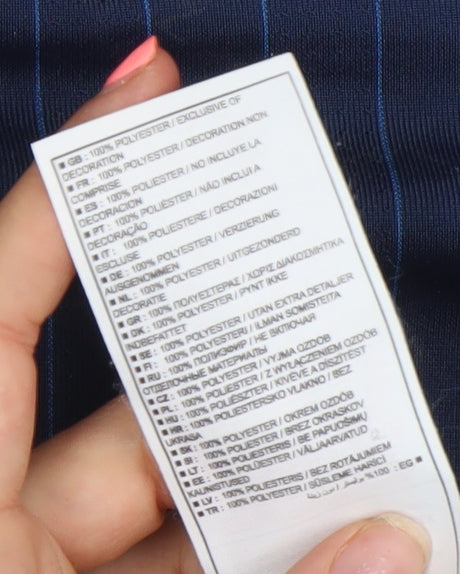 ■ GB : 100% POLYESTER / EXCLUSIVE OF
DECORATION
■ FR : 100% POLYESTER / DECORATION NON
COMPRISE
■ ES : 100% POLIÉSTER / NO INCLUYE LA
DECORACION
■ PT : 100% POLIÉSTER / NÃO INCLUI A
DECORAÇÃO
■ IT : 100% POLIESTERE / DECORAZIONI
ESCLUSE
■ DE : 100% POLYESTER / VERZIERUNG
AUSGENOMMEN
■ NL : 100% POLYESTER / UITGEZONDERD
DECORATIE
■ GR : 100% ΠΟΛΥΕΣΤΕΡΑΣ / ΧΩΡΙΣ ΔΙΑΚΟΣΜΗΤΙΚΑ
■ DK : 100% POLYESTER / PYNT IKKE
INDBEFATTET
■ SE : 100% POLYESTER / UTAN EXTRA DETALJER
■ FI : 100% POLYESTERI / ILMAN SOMISTEITA
■ RU : 100% ПОЛИЭФИР / НЕ ВКЛЮЧАЯ
ОТДЕЛОЧНЫЕ МАТЕРИАЛЫ
■ CZ : 100% POLYESTER / VYJMA OZDOB
■ PL : 100% POLIESTER / Z WYŁĄCZENIEM OZDÓB
■ HU : 100% POLIÉSZTER / KIVÉVE A DÍSZÍTÉST
■ HR : 100% POLIESTERSKO VLAKNO / BEZ
UKRASA
■ SK : 100% POLYESTER / OKREM OZDÔB
■ SI : 100% POLIESTER / BREZ OKRASKOV
■ LT : 100% POLIESTERIS / BE PAPUOŠIMŲ
■ EE : 100% POLÜESTER / VÄLJAARVATUD
KAUNISTUSED
■ LV : 100% POLIESTERIS / BEZ ROTĀJUMIEM
■ TR : 100% POLYESTER / SÜSLEME HARİCİ
■ EG : 100%